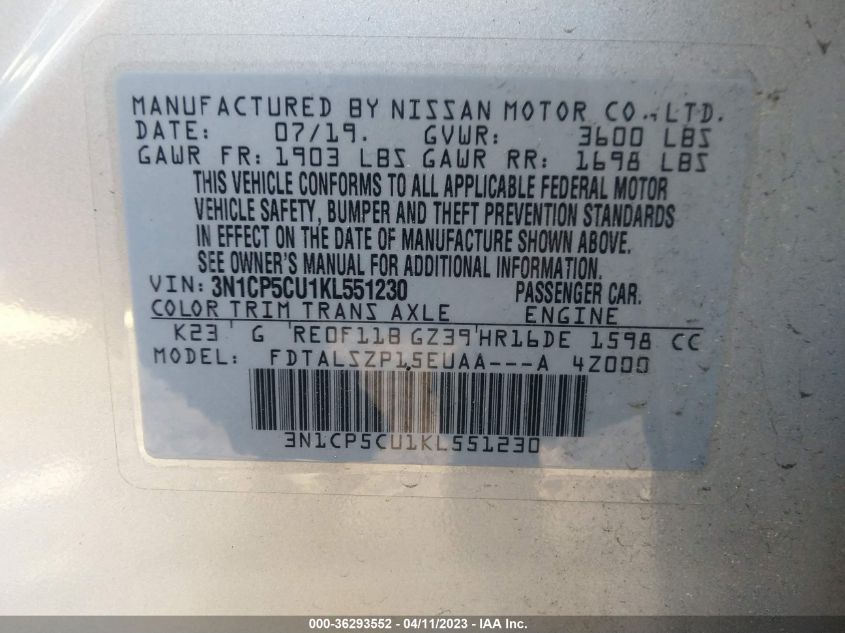 MANUFACTURED BY NISSAN MOTOR CO., LTD.
DATE: 07/19. GVWR: 3600 LBS
GAWR FR: 1903 LBS GAWR RR: 1698 LBS
THIS VEHICLE CONFORMS TO ALL APPLICABLE FEDERAL MOTOR
VEHICLE SAFETY, BUMPER AND THEFT PREVENTION STANDARDS
IN EFFECT ON THE DATE OF MANUFACTURE SHOWN ABOVE.
SEE OWNER'S MANUAL FOR ADDITIONAL INFORMATION.
VIN: 3N1CP5CU1KL551230 PASSENGER CAR.
COLOR TRIM TRANS AXLE ENGINE
K23 G RE0F11B GZ39 HR16DE 1598 CC
MODEL: FDTALSZP15EUAA---A 4Z000
3N1CP5CU1KL551230
000-36293552 - 04/11/2023 - IAA Inc.